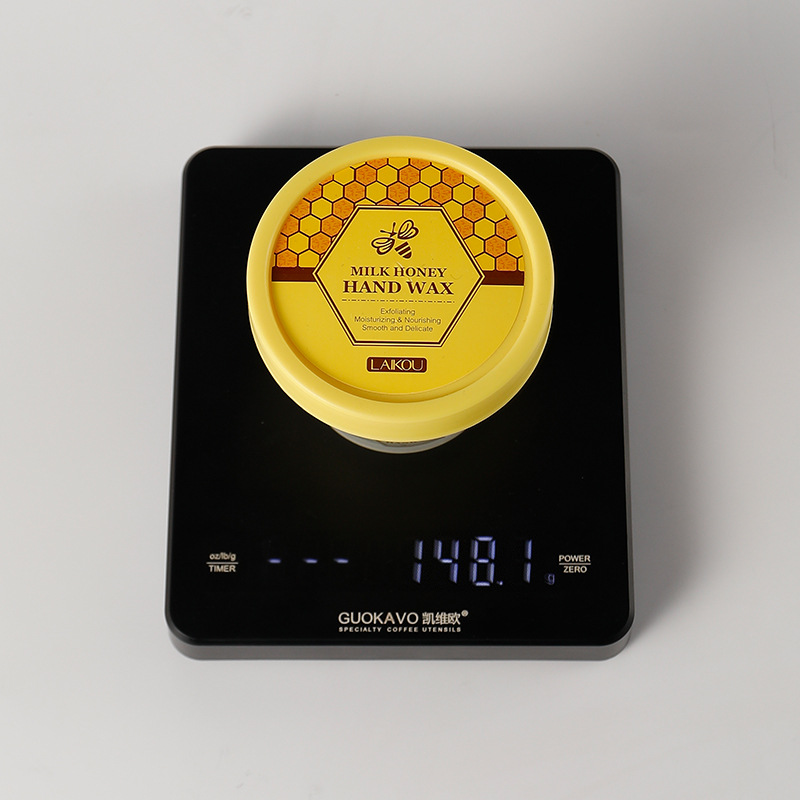 MILK HONEY
HAND WAX
Exfoliating
Moisturizing & Nourishing
Smooth and Delicate
LAIKOU
oz/lb/g
TIMER
- - - 148.1 g
POWER
ZERO
GUOKAVO 凯维欧®
SPECIALTY COFFEE UTENSILS